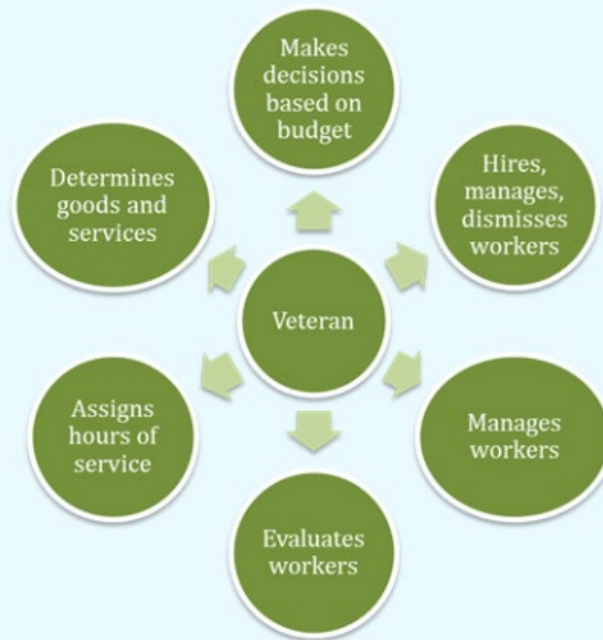 Makes
decisions
based on
budget
Hires,
manages,
dismisses
workers
Manages
workers
Evaluates
workers
Assigns
hours of
service
Determines
goods and
services
Veteran